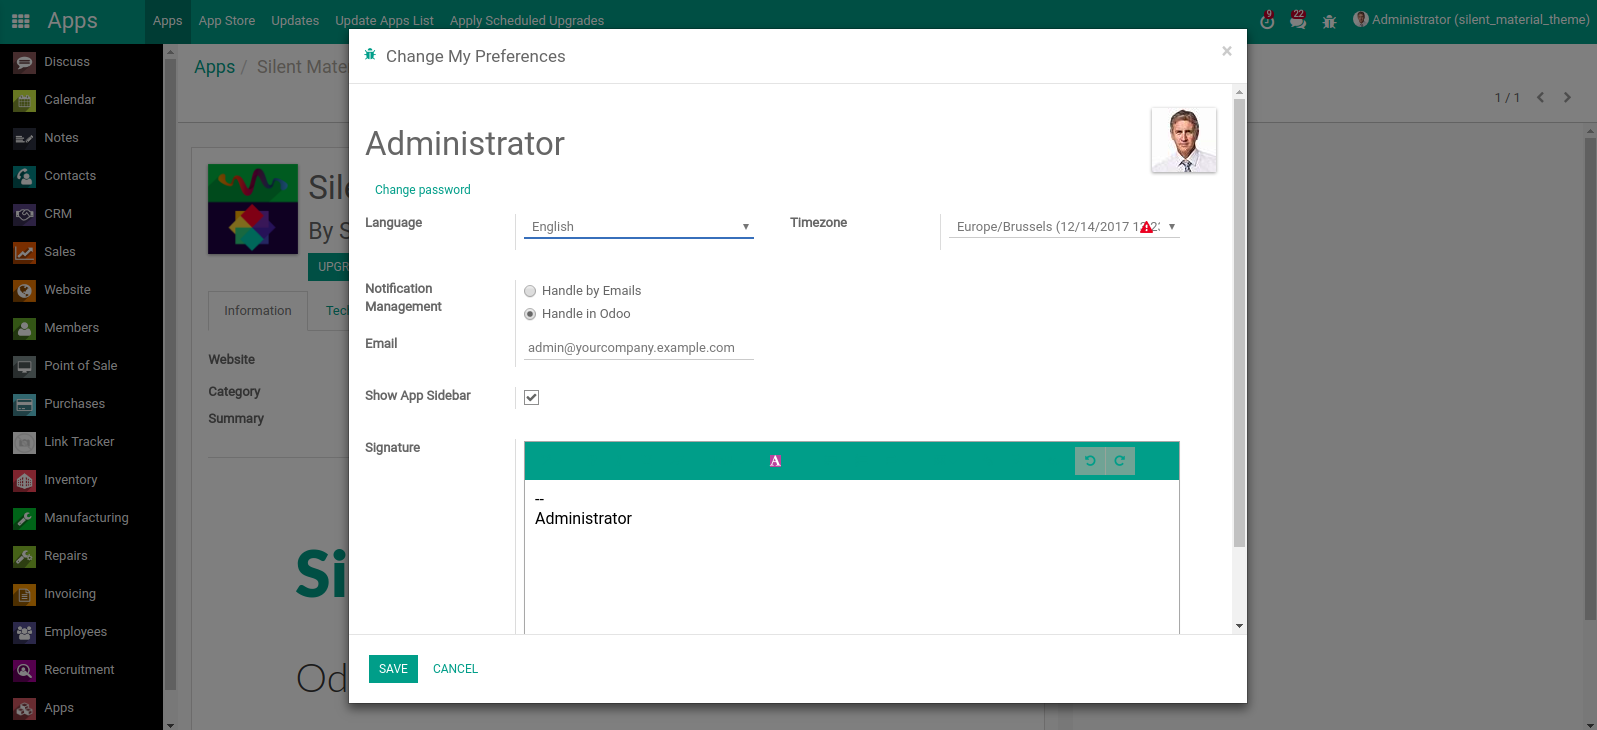 Apps
Apps
App Store
Updates
Update Apps List
Apply Scheduled Upgrades
9
22
Administrator (silent_material_theme)
Discuss
Calendar
Notes
Contacts
CRM
Sales
Website
Members
Point of Sale
Purchases
Link Tracker
Inventory
Manufacturing
Repairs
Invoicing
Employees
Recruitment
Apps
Apps / Silent Mate
1 / 1
Sil
By S
UPGR
Information
Tech
Website
Category
Summary
Si
Od
Change My Preferences
×
Administrator
Change password
Language
English
Timezone
Europe/Brussels (12/14/2017
Notification
Management
Handle by Emails
Handle in Odoo
Email
admin@yourcompany.example.com
Show App Sidebar
Signature
A
--
Administrator
SAVE
CANCEL